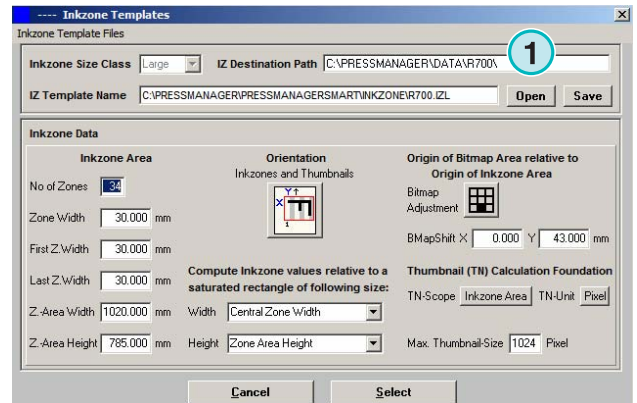 ---- Inkzone Templates
Inkzone Template Files
Inkzone Size Class Large IZ Destination Path C:\PRESSMANAGER\DATA\R700\
1
IZ Template Name C:\PRESSMANAGER\PRESSMANAGERSMART\INKZONE\R700.IZL Open Save
Inkzone Data
Inkzone Area
No of Zones 34
Zone Width 30.000 mm
First Z.Width 30.000 mm
Last Z.Width 30.000 mm
Z.-Area Width 1020.000 mm
Z.-Area Height 785.000 mm
Orientation
Inkzones and Thumbnails
Y
X
1
Compute Inkzone values relative to a
saturated rectangle of following size:
Width Central Zone Width
Height Zone Area Height
Origin of Bitmap Area relative to
Origin of Inkzone Area
Bitmap
Adjustment
BMapShift X 0.000 Y 43.000 mm
Thumbnail (TN) Calculation Foundation
TN-Scope Inkzone Area TN-Unit Pixel
Max. Thumbnail-Size 1024 Pixel
Cancel Select